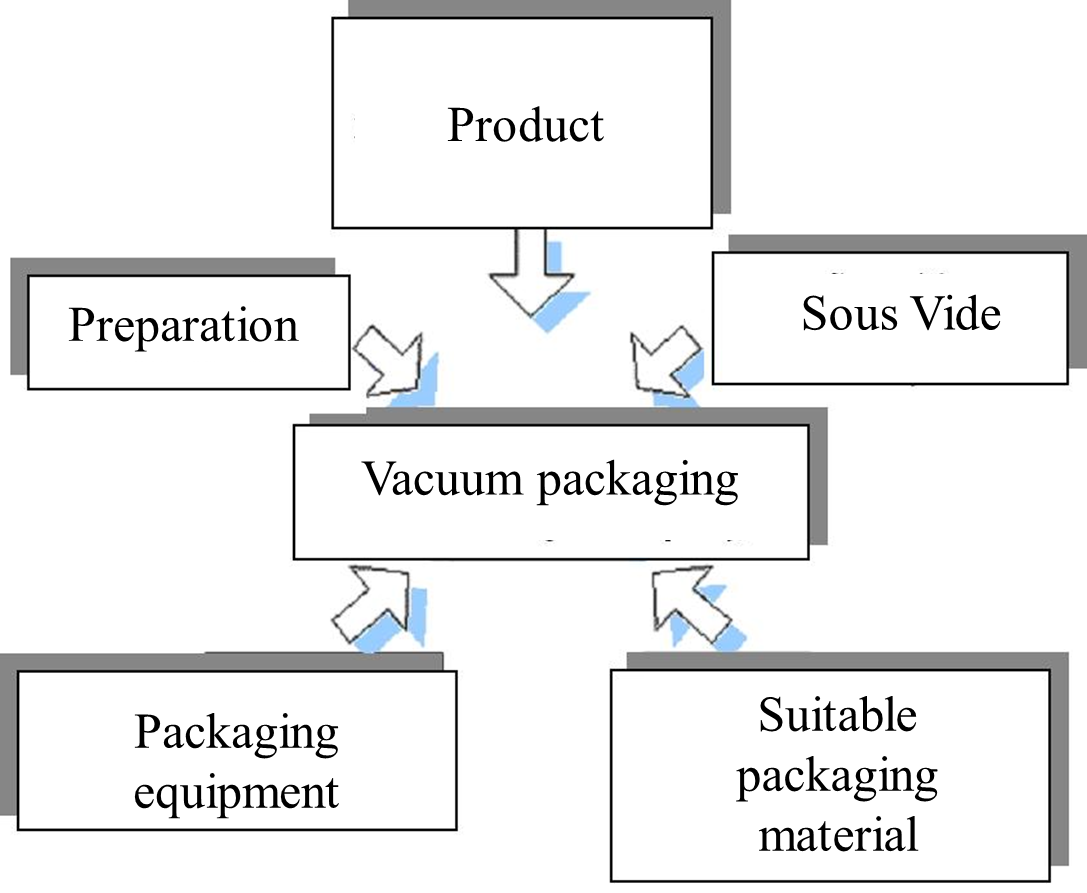 Product
Preparation
Sous Vide
Vacuum packaging
Packaging
equipment
Suitable
packaging
material